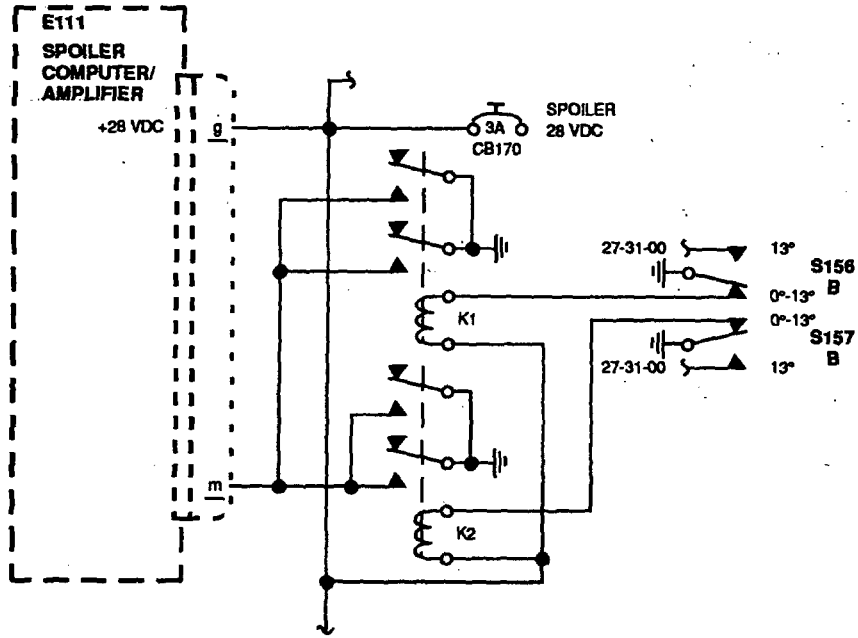 E111
SPOILER
COMPUTER/
AMPLIFIER
+28 VDC
g
3A
CB170
SPOILER
28 VDC
27-31-00
13°
S156
B
0°-13°
K1
0°-13°
S157
B
27-31-00
13°
m
K2